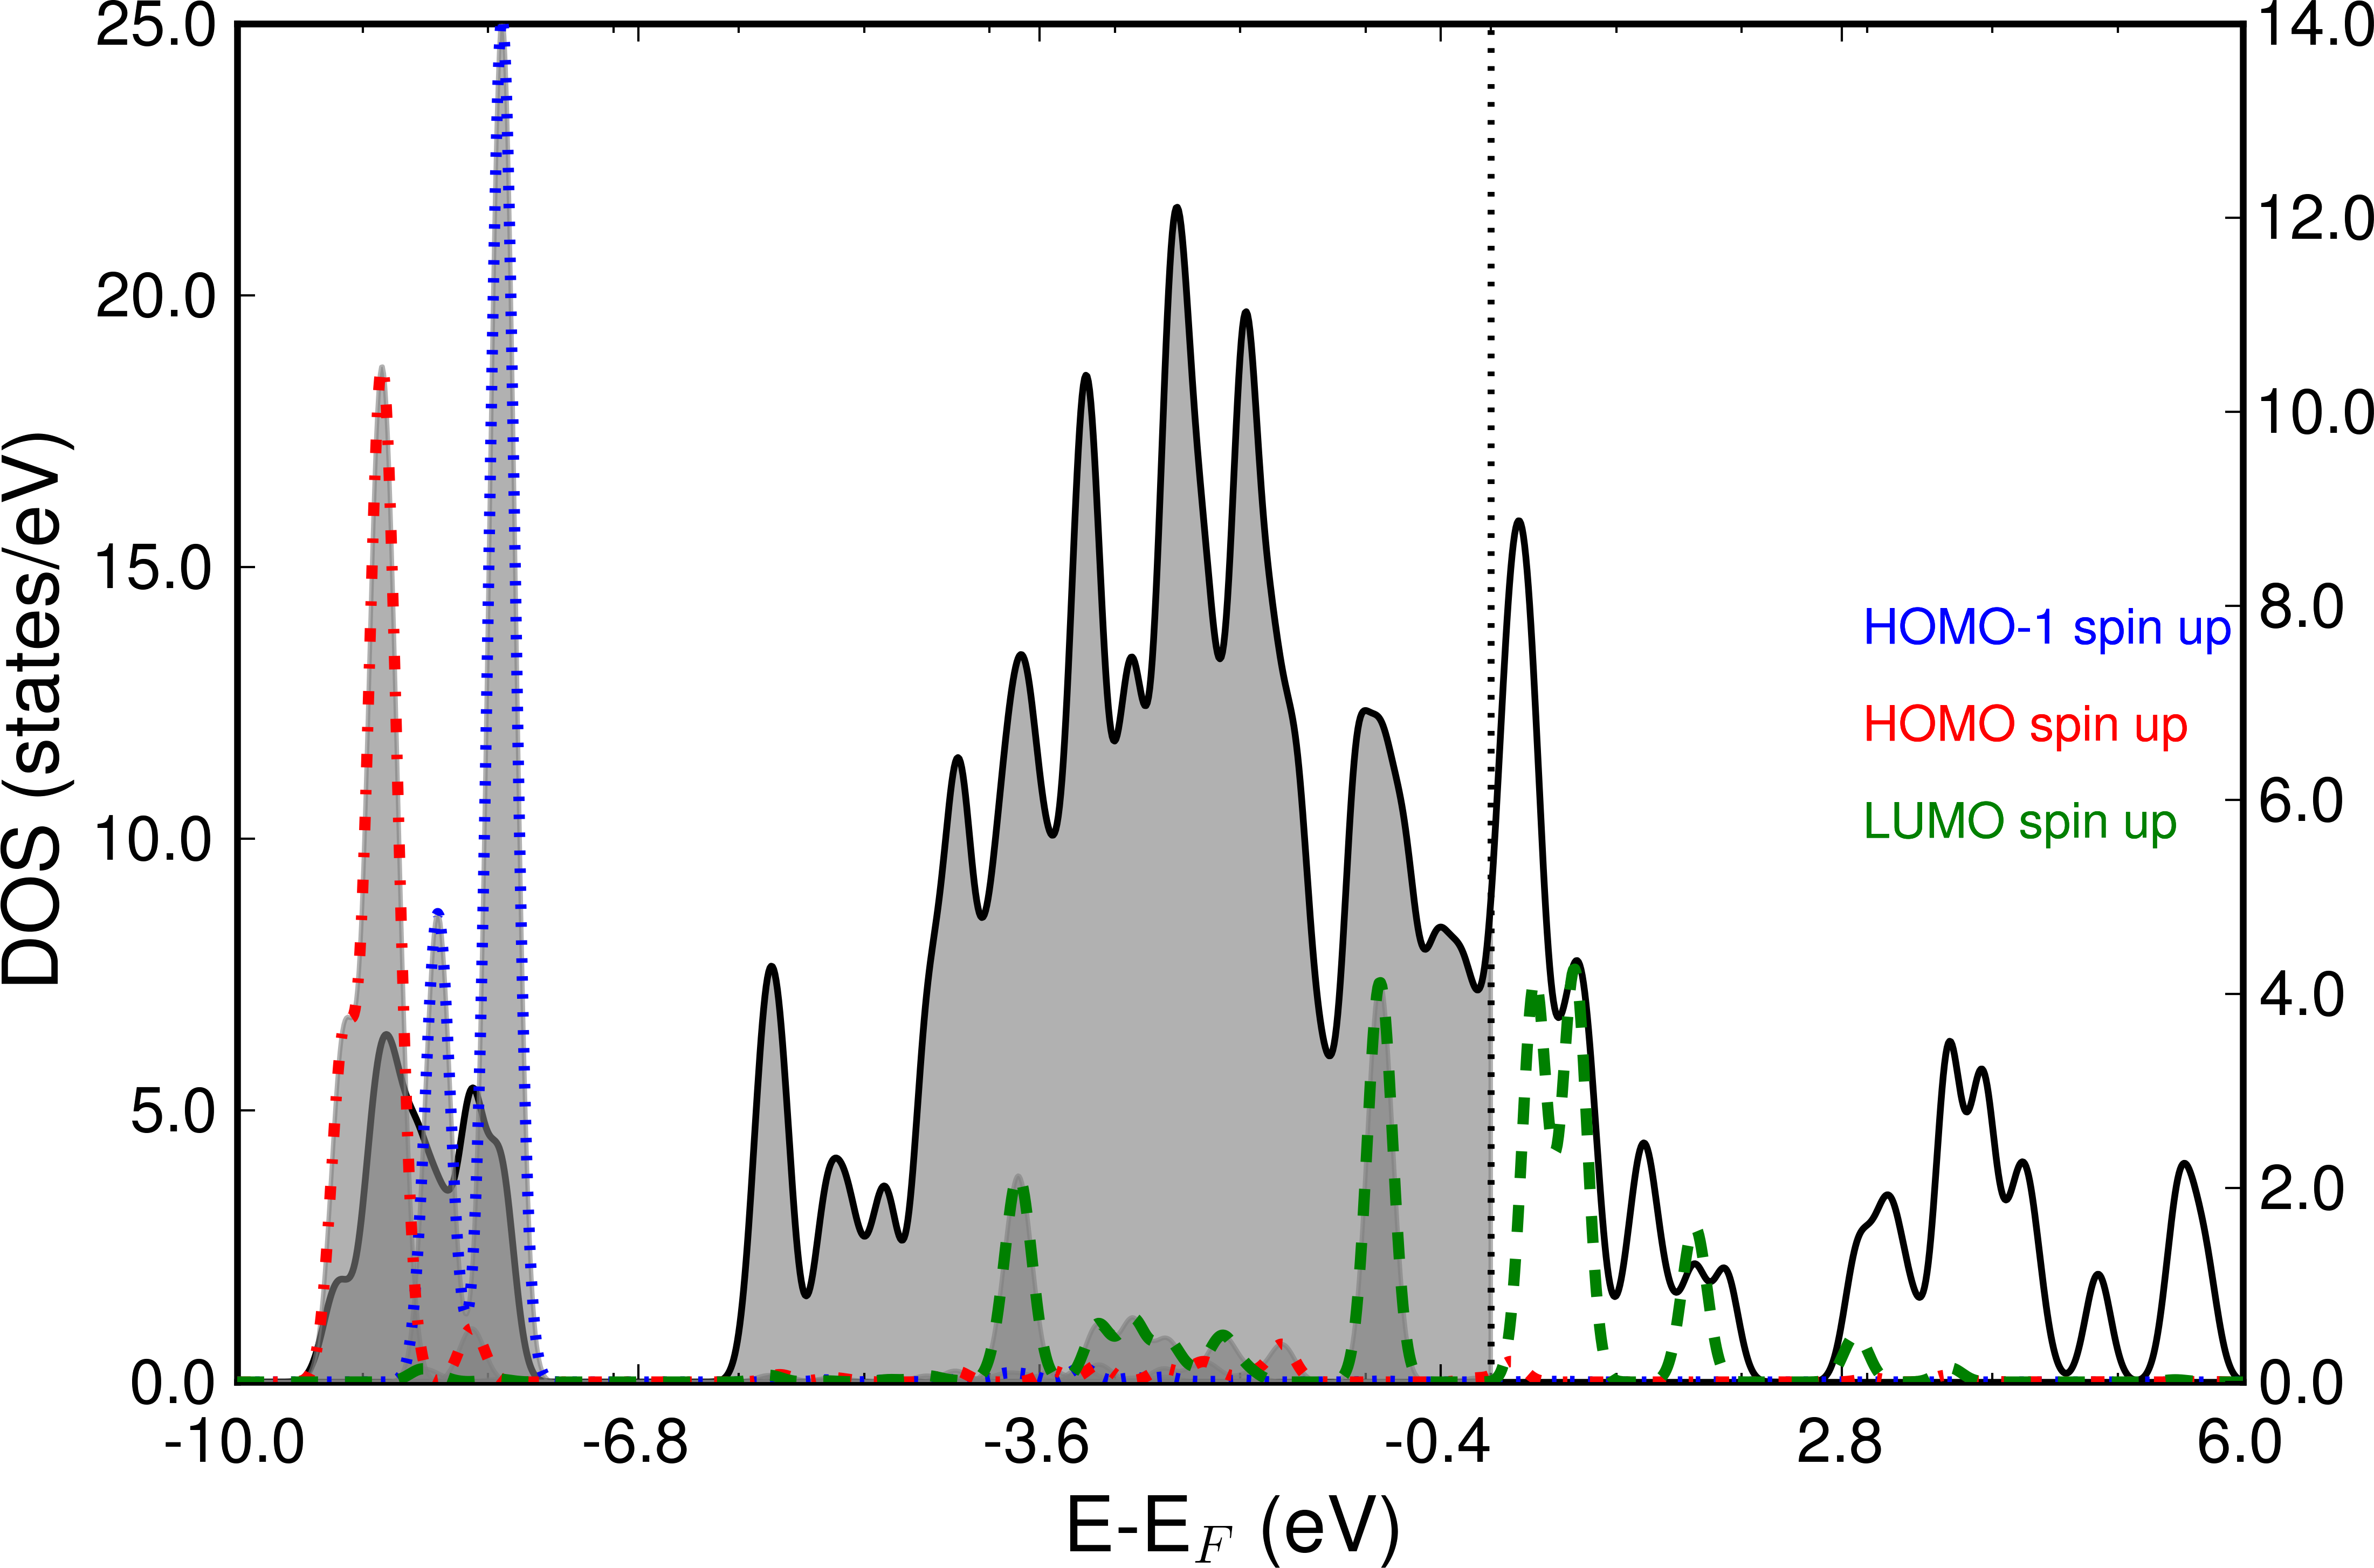 25.0
20.0
15.0
10.0
5.0
0.0
DOS (states/eV)
14.0
12.0
10.0
8.0
6.0
4.0
2.0
0.0
HOMO-1 spin up
HOMO spin up
LUMO spin up
-10.0 -6.8 -3.6 -0.4 2.8 6.0
E-E_F (eV)